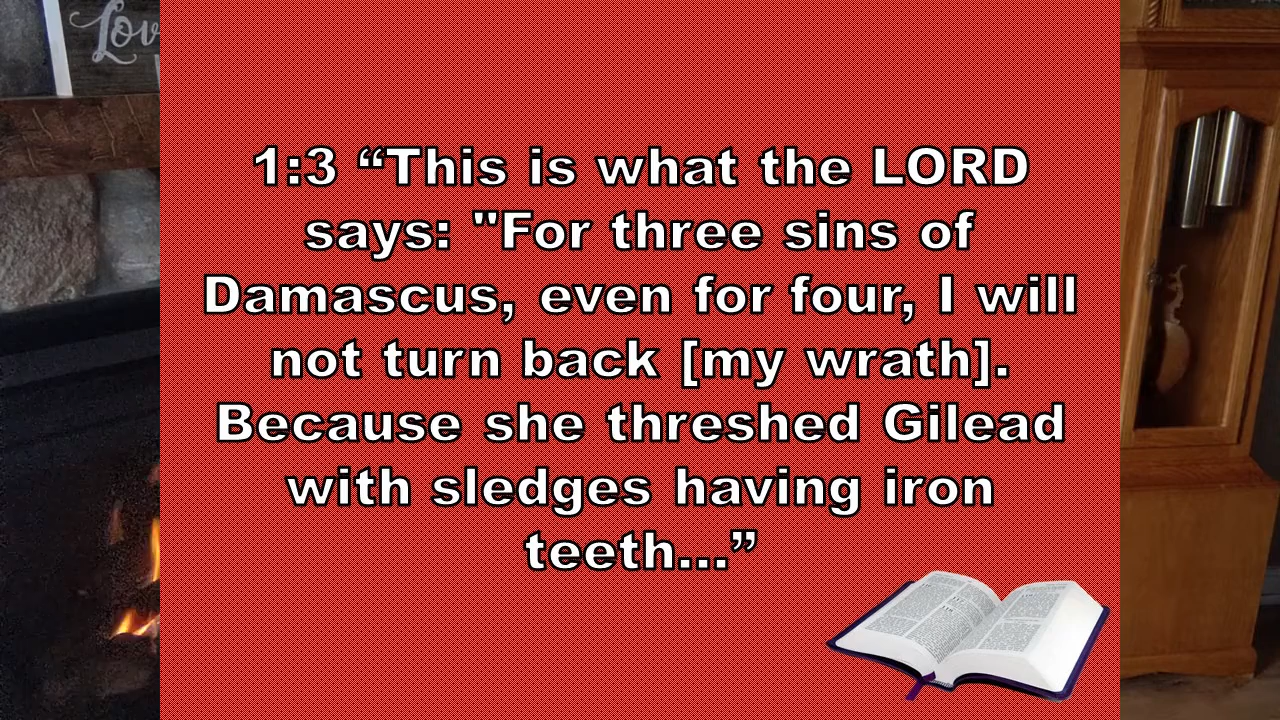 Lov
1:3 “This is what the LORD
says: "For three sins of
Damascus, even for four, I will
not turn back [my wrath].
Because she threshed Gilead
with sledges having iron
teeth...”